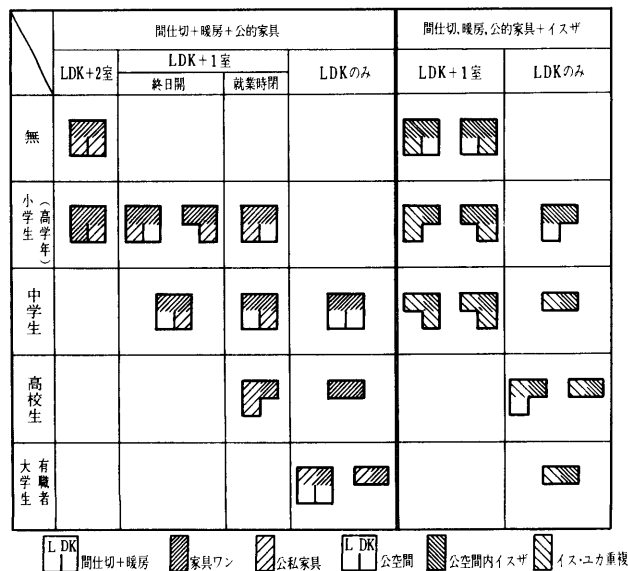 間仕切+暖房+公的家具
間仕切,暖房,公的家具+イスザ
LDK+2室
LDK+1室
LDKのみ
LDK+1室
LDKのみ
終日開
就業時閉
無
小学生(高学年)
中学生
高校生
大学生 有職者
L DK 間仕切+暖房
家具ワン
公私家具
L DK 公空間
公空間内イスザ
イス・ユカ重複